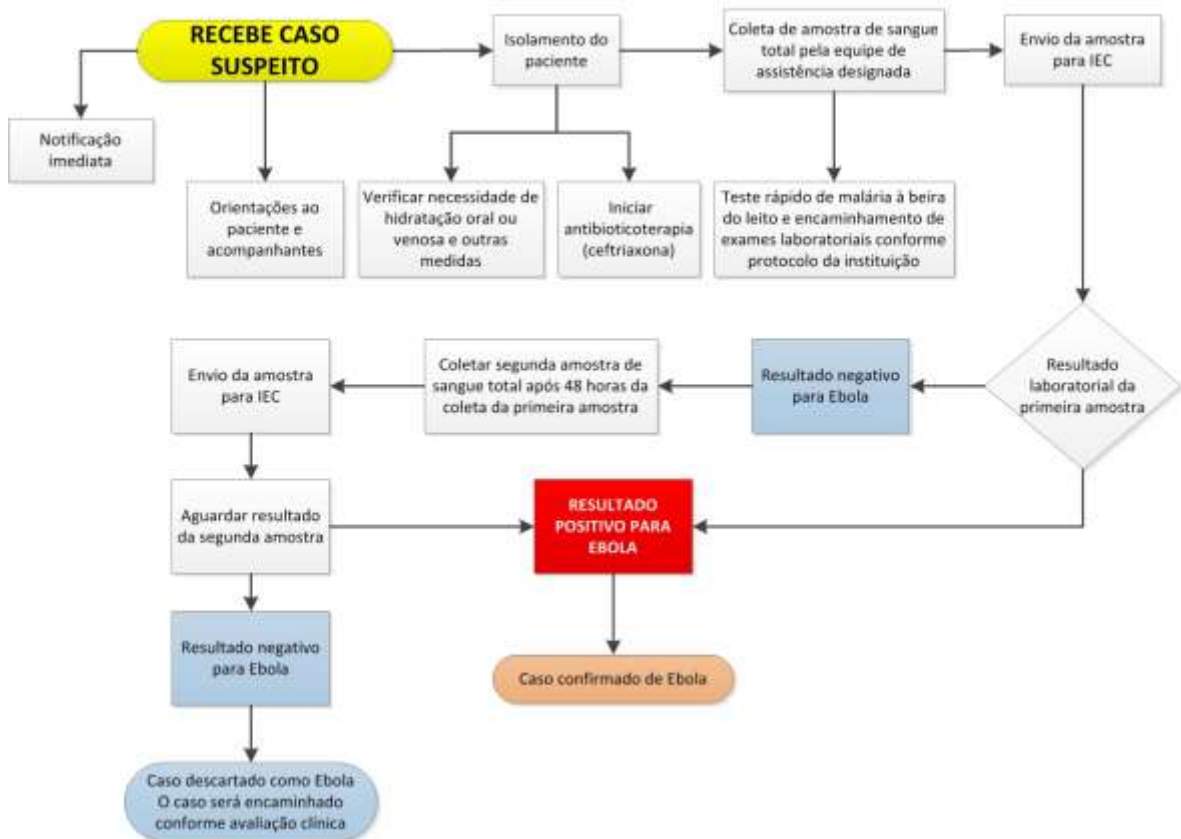 RECEBE CASO
SUSPEITO
Isolamento do
paciente
Coleta de amostra de sangue
total pela equipe de
assistência designada
Envio da amostra
para IEC
Notificação
imediata
Orientações ao
paciente e
acompanhantes
Verificar necessidade de
hidratação oral ou
venosa e outras
medidas
Iniciar
antibioticoterapia
(ceftriaxona)
Teste rápido de malária à beira
do leito e encaminhamento de
exames laboratoriais conforme
protocolo da instituição
Resultado
laboratorial da
primeira amostra
Resultado negativo
para Ebola
Coletar segunda amostra de
sangue total após 48 horas da
coleta da primeira amostra
Envio da amostra
para IEC
Aguardar resultado
da segunda amostra
RESULTADO
POSITIVO PARA
EBOLA
Resultado negativo
para Ebola
Caso confirmado de Ebola
Caso descartado como Ebola
O caso será encaminhado
conforme avaliação clínica